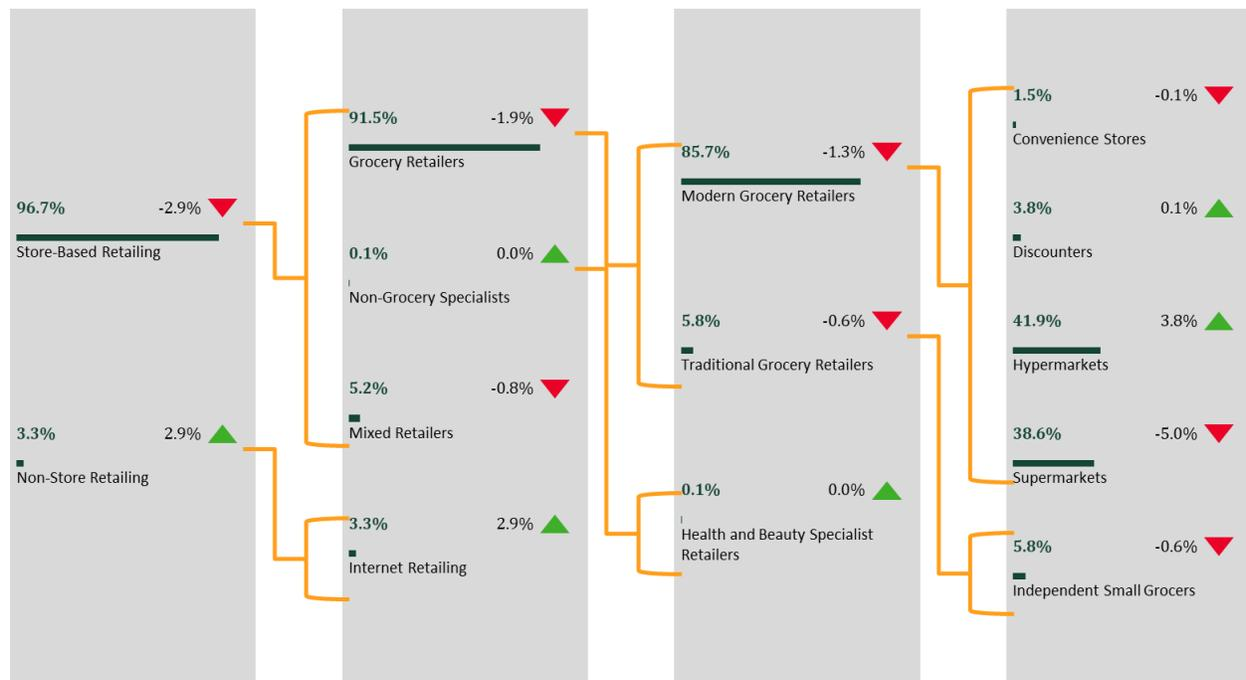 96.7% -2.9%
Store-Based Retailing
3.3% 2.9%
Non-Store Retailing
91.5% -1.9%
Grocery Retailers
0.1% 0.0%
Non-Grocery Specialists
5.2% -0.8%
Mixed Retailers
3.3% 2.9%
Internet Retailing
85.7% -1.3%
Modern Grocery Retailers
5.8% -0.6%
Traditional Grocery Retailers
0.1% 0.0%
Health and Beauty Specialist
Retailers
1.5% -0.1%
Convenience Stores
3.8% 0.1%
Discounters
41.9% 3.8%
Hypermarkets
38.6% -5.0%
Supermarkets
5.8% -0.6%
Independent Small Grocers